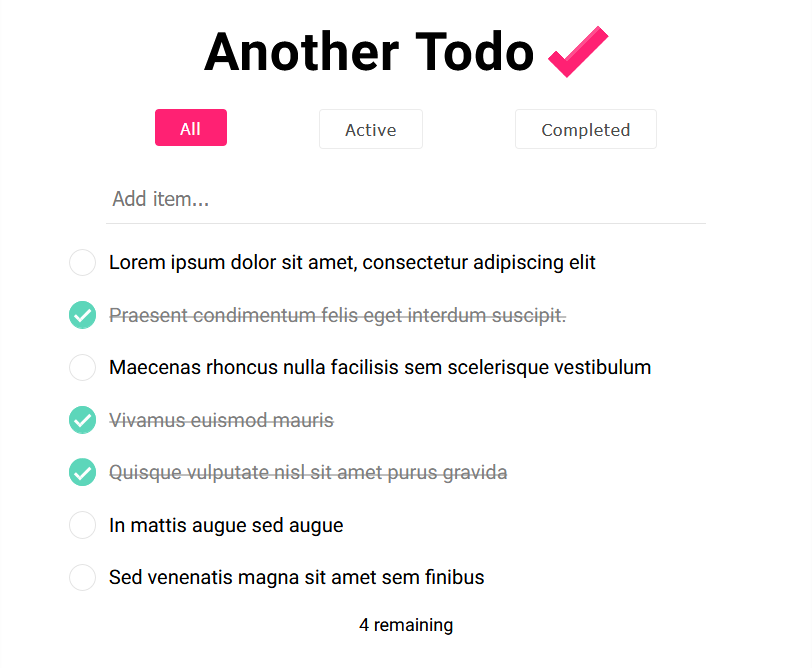 Another Todo
All Active Completed
Add item...
Lorem ipsum dolor sit amet, consectetur adipiscing elit
Praesent condimentum felis eget interdum suscipit.
Maecenas rhoncus nulla facilisis sem scelerisque vestibulum
Vivamus euismod mauris
Quisque vulputate nisl sit amet purus gravida
In mattis augue sed augue
Sed venenatis magna sit amet sem finibus
4 remaining